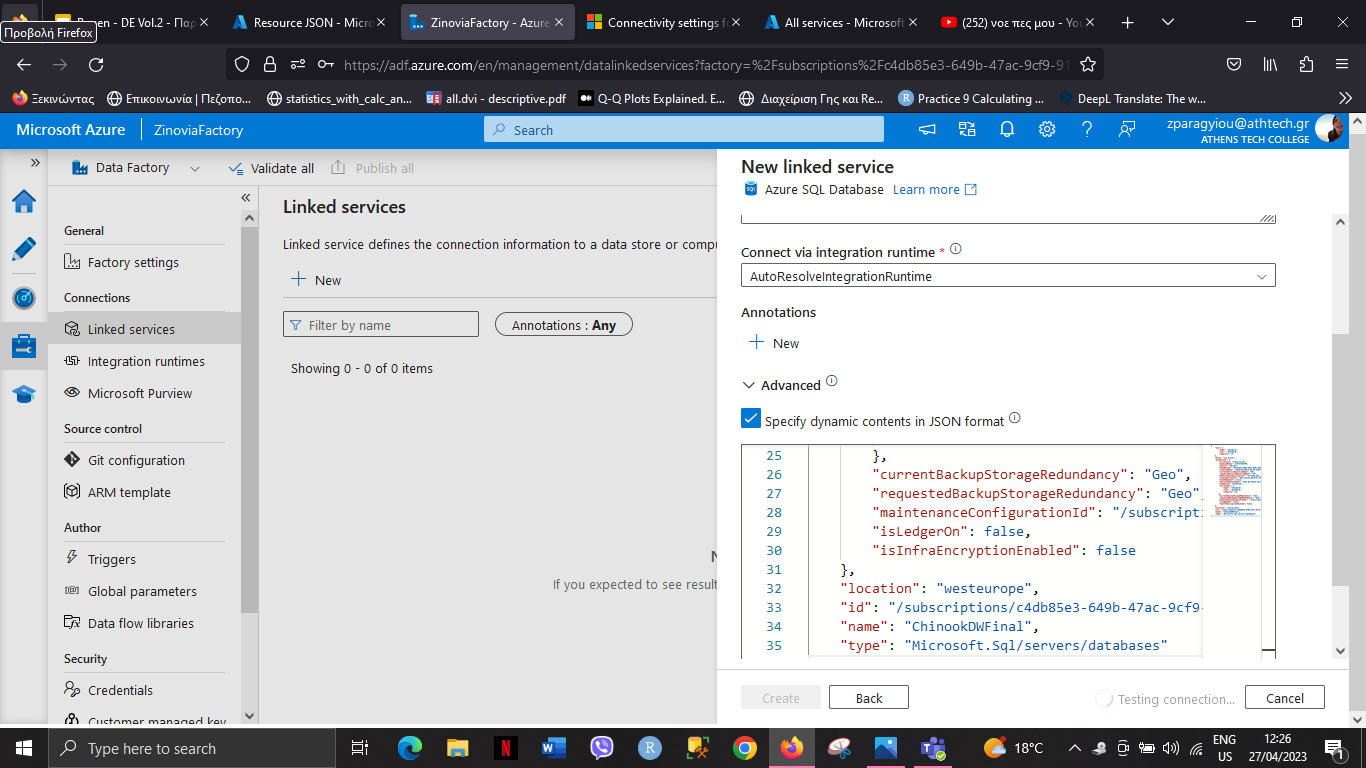 en - DE Vol.2 - Παρ
Resource JSON - Micro
ZinoviaFactory - Azure
Connectivity settings f
All services - Microsoft
(252) νοε πες μου - You
Προβολή Firefox
https://adf.azure.com/en/management/datalinkedservices?factory=%2Fsubscriptions%2Fc4db85e3-649b-47ac-9cf9-91
Ξεκινώντας
Επικοινωνία | Πεζοπο...
statistics_with_calc_an...
all.dvi - descriptive.pdf
Q-Q Plots Explained. E...
Διαχείριση Γης και Re...
Practice 9 Calculating ...
DeepL Translate: The w...
Microsoft Azure
ZinoviaFactory
Search
zparagyiou@athtech.gr
ATHENS TECH COLLEGE
Data Factory
Validate all
Publish all
General
Factory settings
Connections
Linked services
Integration runtimes
Microsoft Purview
Source control
Git configuration
ARM template
Author
Triggers
Global parameters
Data flow libraries
Security
Credentials
Customer managed key
Linked services
Linked service defines the connection information to a data store or compu
New
Filter by name
Annotations : Any
Showing 0 - 0 of 0 items
N
If you expected to see result
New linked service
SQL
Azure SQL Database
Learn more
Connect via integration runtime *
AutoResolveIntegrationRuntime
Annotations
New
Advanced
Specify dynamic contents in JSON format
25 },
26 "currentBackupStorageRedundancy": "Geo",
27 "requestedBackupStorageRedundancy": "Geo",
28 "maintenanceConfigurationId": "/subscripti
29 "isLedgerOn": false,
30 "isInfraEncryptionEnabled": false
31 },
32 "location": "westeurope",
33 "id": "/subscriptions/c4db85e3-649b-47ac-9cf9-
34 "name": "ChinookDWFinal",
35 "type": "Microsoft.Sql/servers/databases"
Create
Back
Testing connection...
Cancel
Type here to search
18°C
ENG
US
12:26
27/04/2023
1